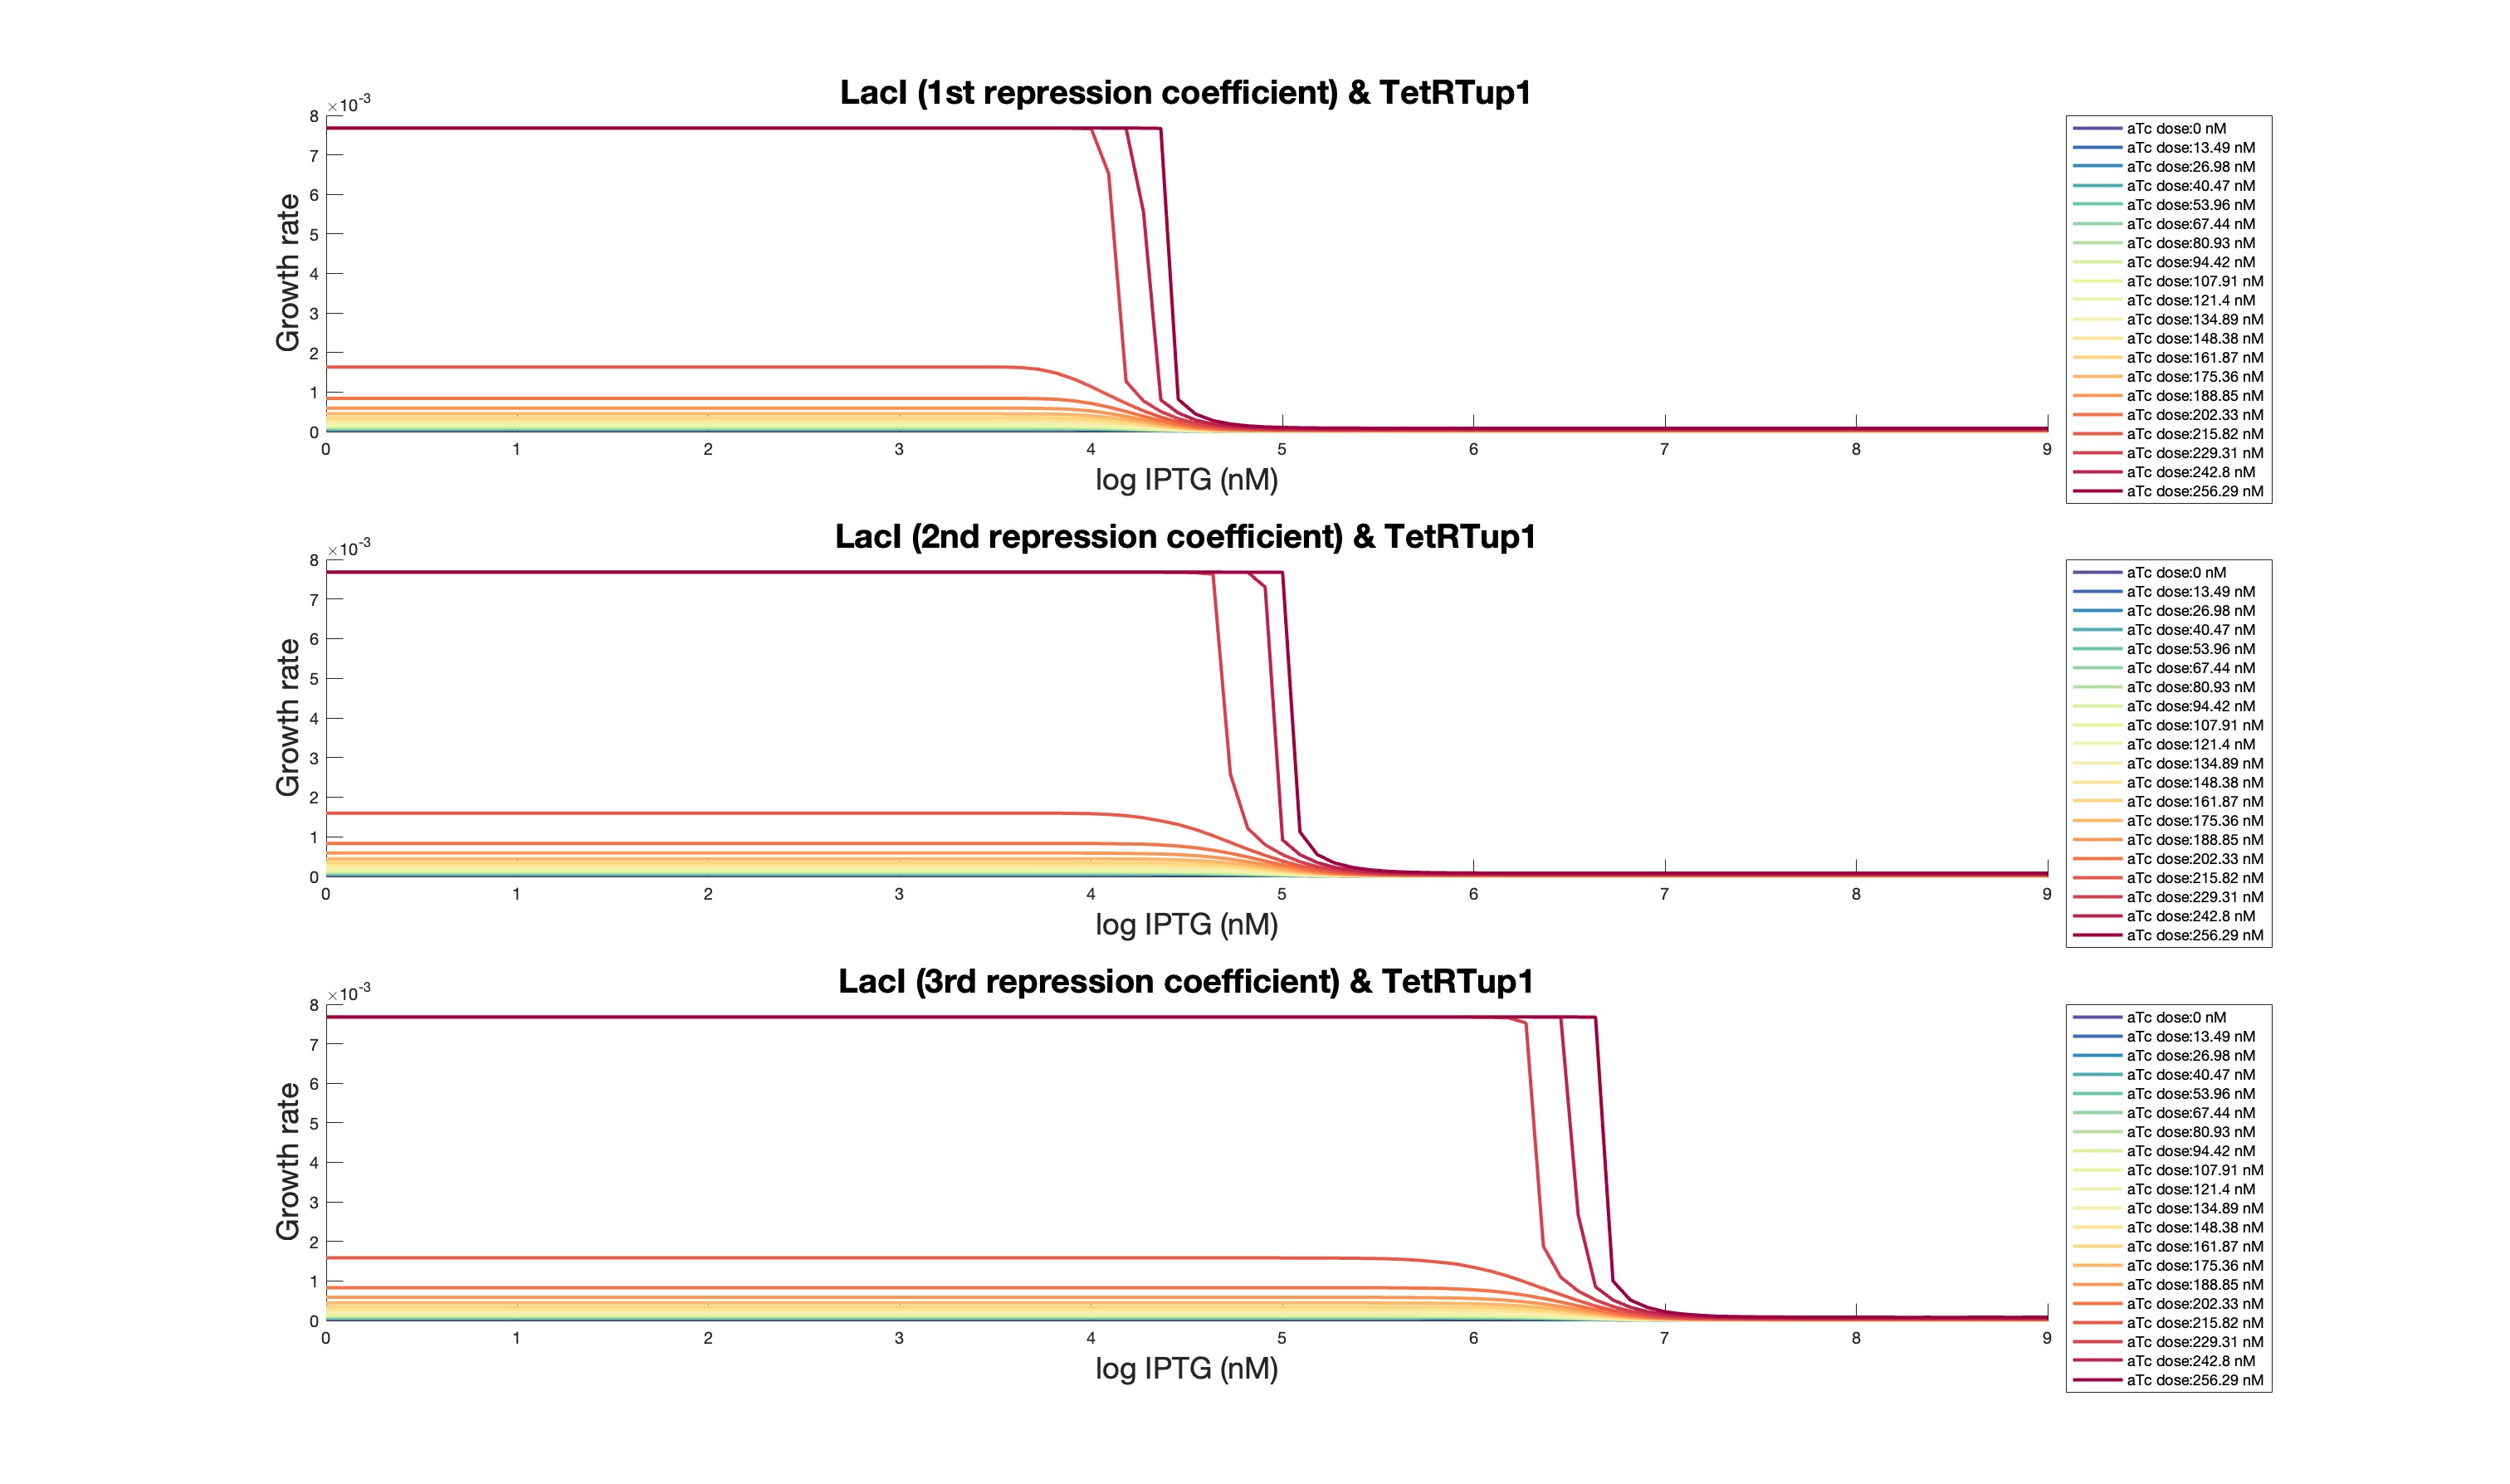 LacI (1st repression coefficient) & TetRTup1
×10-3
8
7
6
5
4
3
2
1
0
Growth rate
0 1 2 3 4 5 6 7 8 9
log IPTG (nM)
aTc dose:0 nM
aTc dose:13.49 nM
aTc dose:26.98 nM
aTc dose:40.47 nM
aTc dose:53.96 nM
aTc dose:67.44 nM
aTc dose:80.93 nM
aTc dose:94.42 nM
aTc dose:107.91 nM
aTc dose:121.4 nM
aTc dose:134.89 nM
aTc dose:148.38 nM
aTc dose:161.87 nM
aTc dose:175.36 nM
aTc dose:188.85 nM
aTc dose:202.33 nM
aTc dose:215.82 nM
aTc dose:229.31 nM
aTc dose:242.8 nM
aTc dose:256.29 nM
LacI (2nd repression coefficient) & TetRTup1
×10-3
8
7
6
5
4
3
2
1
0
Growth rate
0 1 2 3 4 5 6 7 8 9
log IPTG (nM)
aTc dose:0 nM
aTc dose:13.49 nM
aTc dose:26.98 nM
aTc dose:40.47 nM
aTc dose:53.96 nM
aTc dose:67.44 nM
aTc dose:80.93 nM
aTc dose:94.42 nM
aTc dose:107.91 nM
aTc dose:121.4 nM
aTc dose:134.89 nM
aTc dose:148.38 nM
aTc dose:161.87 nM
aTc dose:175.36 nM
aTc dose:188.85 nM
aTc dose:202.33 nM
aTc dose:215.82 nM
aTc dose:229.31 nM
aTc dose:242.8 nM
aTc dose:256.29 nM
LacI (3rd repression coefficient) & TetRTup1
×10-3
8
7
6
5
4
3
2
1
0
Growth rate
0 1 2 3 4 5 6 7 8 9
log IPTG (nM)
aTc dose:0 nM
aTc dose:13.49 nM
aTc dose:26.98 nM
aTc dose:40.47 nM
aTc dose:53.96 nM
aTc dose:67.44 nM
aTc dose:80.93 nM
aTc dose:94.42 nM
aTc dose:107.91 nM
aTc dose:121.4 nM
aTc dose:134.89 nM
aTc dose:148.38 nM
aTc dose:161.87 nM
aTc dose:175.36 nM
aTc dose:188.85 nM
aTc dose:202.33 nM
aTc dose:215.82 nM
aTc dose:229.31 nM
aTc dose:242.8 nM
aTc dose:256.29 nM